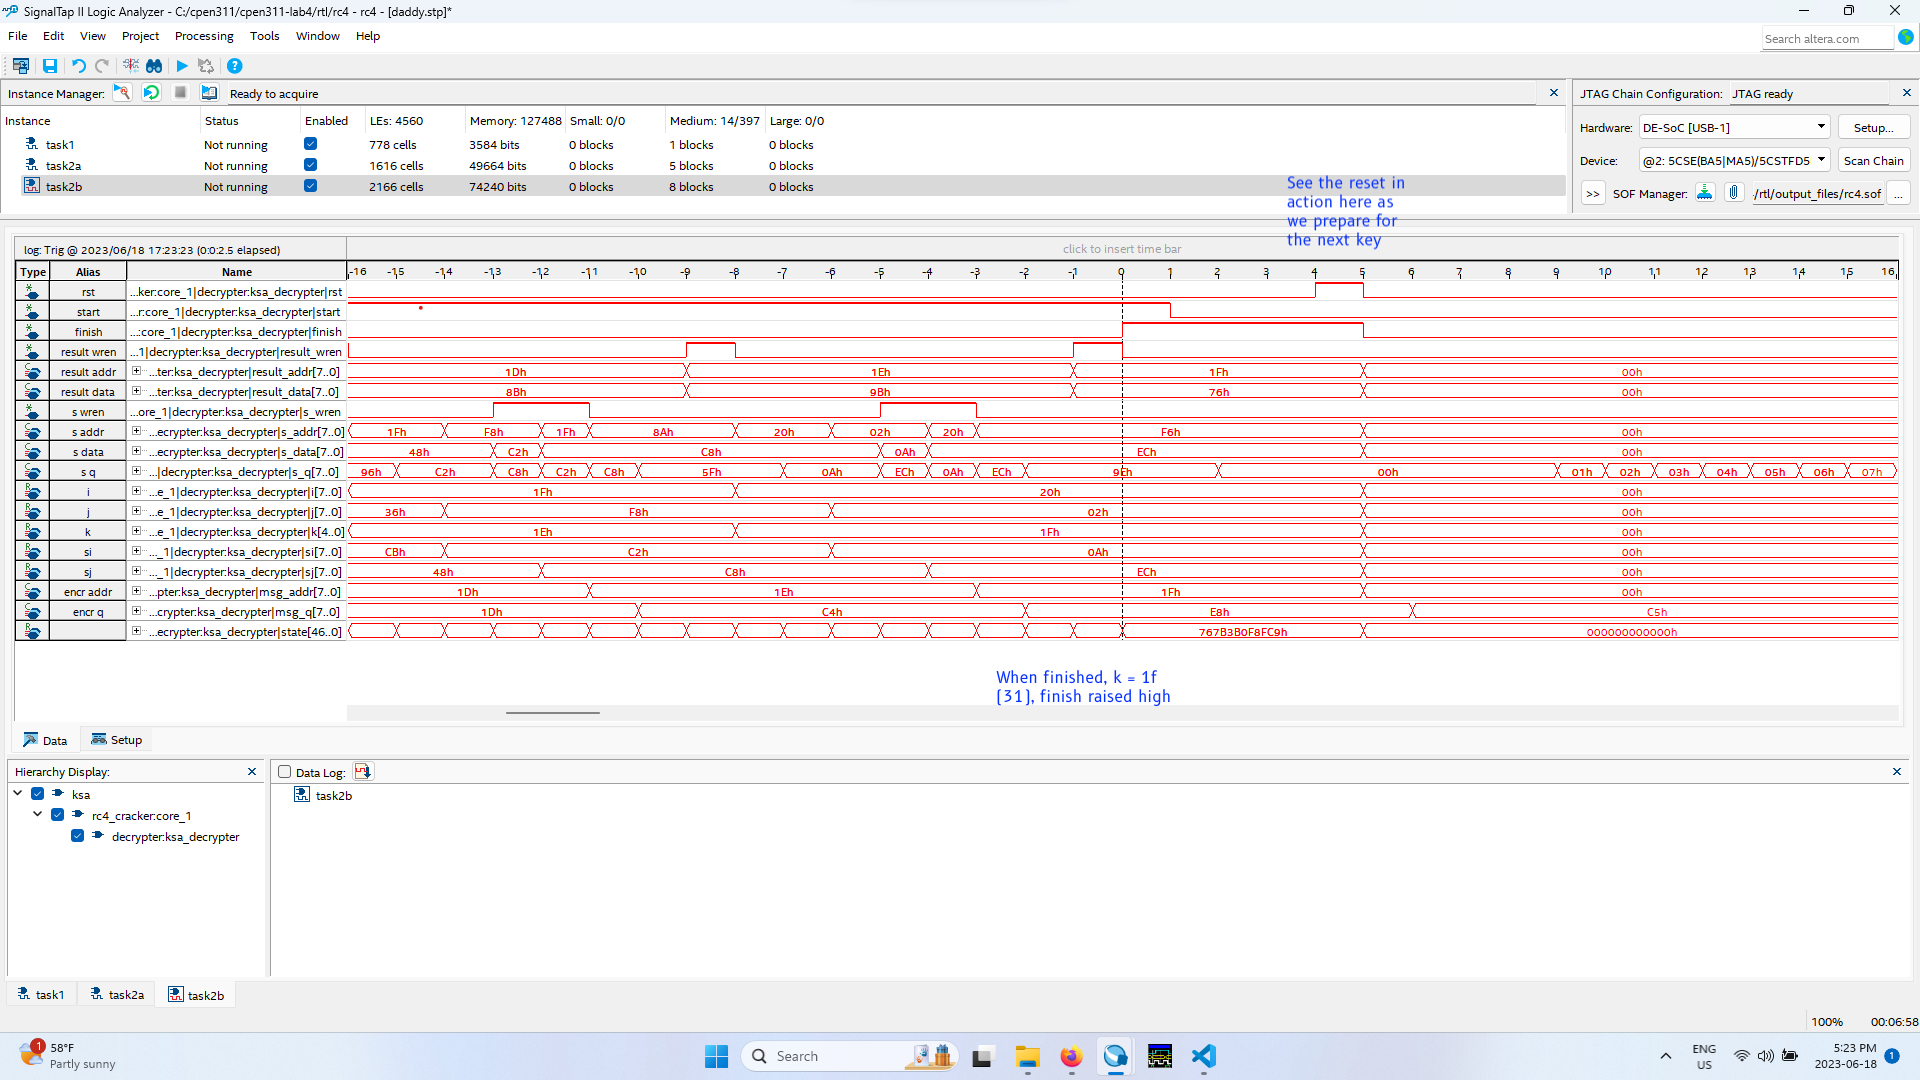 SignalTap II Logic Analyzer - C:/cpen311/cpen311-lab4/rtl/rc4 - rc4 - [daddy.stp]*
File Edit View Project Processing Tools Window Help
Search altera.com
Instance Manager: Ready to acquire
JTAG Chain Configuration: JTAG ready
Instance Status Enabled LEs: 4560 Memory: 127488 Small: 0/0 Medium: 14/397 Large: 0/0
task1 Not running 778 cells 3584 bits 0 blocks 1 blocks 0 blocks
task2a Not running 1616 cells 49664 bits 0 blocks 5 blocks 0 blocks
task2b Not running 2166 cells 74240 bits 0 blocks 8 blocks 0 blocks
Hardware: DE-SoC [USB-1] Setup...
Device: @2: 5CSE(BA5|MA5)/5CSTFD5 Scan Chain
>> SOF Manager: :/rtl/output_files/rc4.sof ...
See the reset in
action here as
we prepare for
the next key
log: Trig @ 2023/06/18 17:23:23 (0:0:2.5 elapsed)
click to insert time bar
Type Alias Name -16 -15 -14 -13 -12 -11 -10 -9 -8 -7 -6 -5 -4 -3 -2 -1 0 1 2 3 4 5 6 7 8 9 10 11 12 13 14 15 16
rst ...ker:core_1|decrypter:ksa_decrypter|rst
start ...r:core_1|decrypter:ksa_decrypter|start
finish ...:core_1|decrypter:ksa_decrypter|finish
result wren ...1|decrypter:ksa_decrypter|result_wren
result addr ...ter:ksa_decrypter|result_addr[7..0] 1Dh 1Eh 1Fh 00h
result data ...ter:ksa_decrypter|result_data[7..0] 8Bh 9Bh 76h 00h
s wren ...ore_1|decrypter:ksa_decrypter|s_wren
s addr ...ecrypter:ksa_decrypter|s_addr[7..0] 1Fh F8h 1Fh 8Ah 20h 02h 20h F6h 00h
s data ...ecrypter:ksa_decrypter|s_data[7..0] 48h C2h C8h 0Ah ECh 00h
s q ...|decrypter:ksa_decrypter|s_q[7..0] 96h C2h C8h C2h C8h 5Fh 0Ah ECh 0Ah ECh 9Eh 00h 01h 02h 03h 04h 05h 06h 07h
i ...e_1|decrypter:ksa_decrypter|i[7..0] 1Fh 20h 00h
j ...e_1|decrypter:ksa_decrypter|j[7..0] 36h F8h 02h 00h
k ...e_1|decrypter:ksa_decrypter|k[4..0] 1Eh 1Fh 00h
si ..._1|decrypter:ksa_decrypter|si[7..0] CBh C2h 0Ah 00h
sj ..._1|decrypter:ksa_decrypter|sj[7..0] 48h C8h ECh 00h
encr addr ...pter:ksa_decrypter|msg_addr[7..0] 1Dh 1Eh 1Fh 00h
encr q ...crypter:ksa_decrypter|msg_q[7..0] 1Dh C4h E8h C5h
...ecrypter:ksa_decrypter|state[46..0] 767B3B0F8FC9h 000000000000h
When finished, k = 1f
[31], finish raised high
Data Setup
Hierarchy Display:
ksa
rc4_cracker:core_1
decrypter:ksa_decrypter
Data Log:
task2b
task1 task2a task2b
100% 00:06:58
1
58°F
Partly sunny
Search
ENG
US
5:23 PM
2023-06-18
1